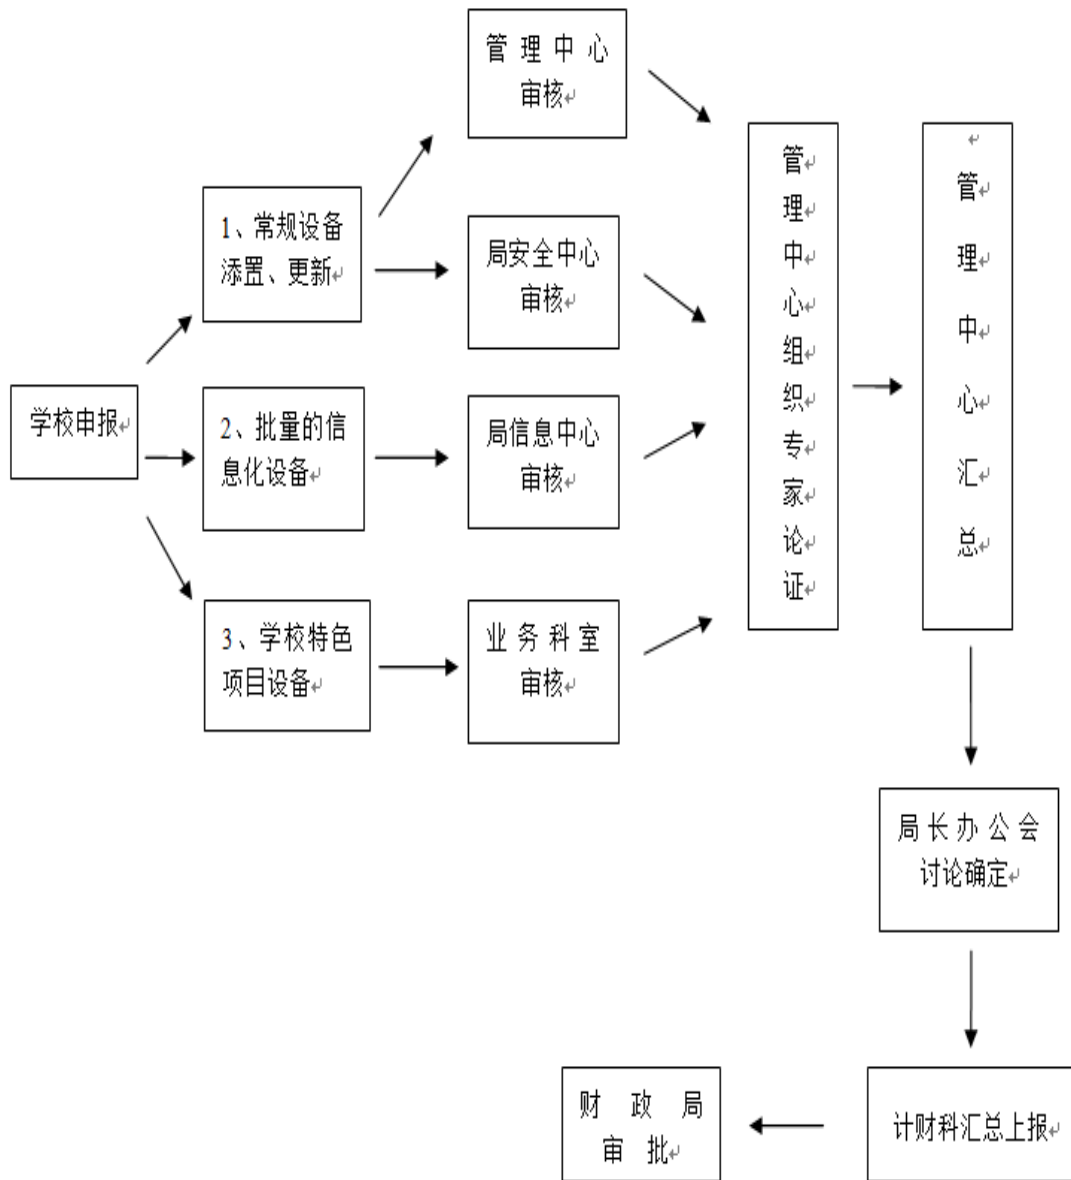 学校申报
1、常规设备
添置、更新
2、批量的信
息化设备
3、学校特色
项目设备
管理中心
审核
局安全中心
审核
局信息中心
审核
业务科室
审核
管
理
中
心
组
织
专
家
论
证
管
理
中
心
汇
总
局长办公会
讨论确定
计财科汇总上报
财政局
审批